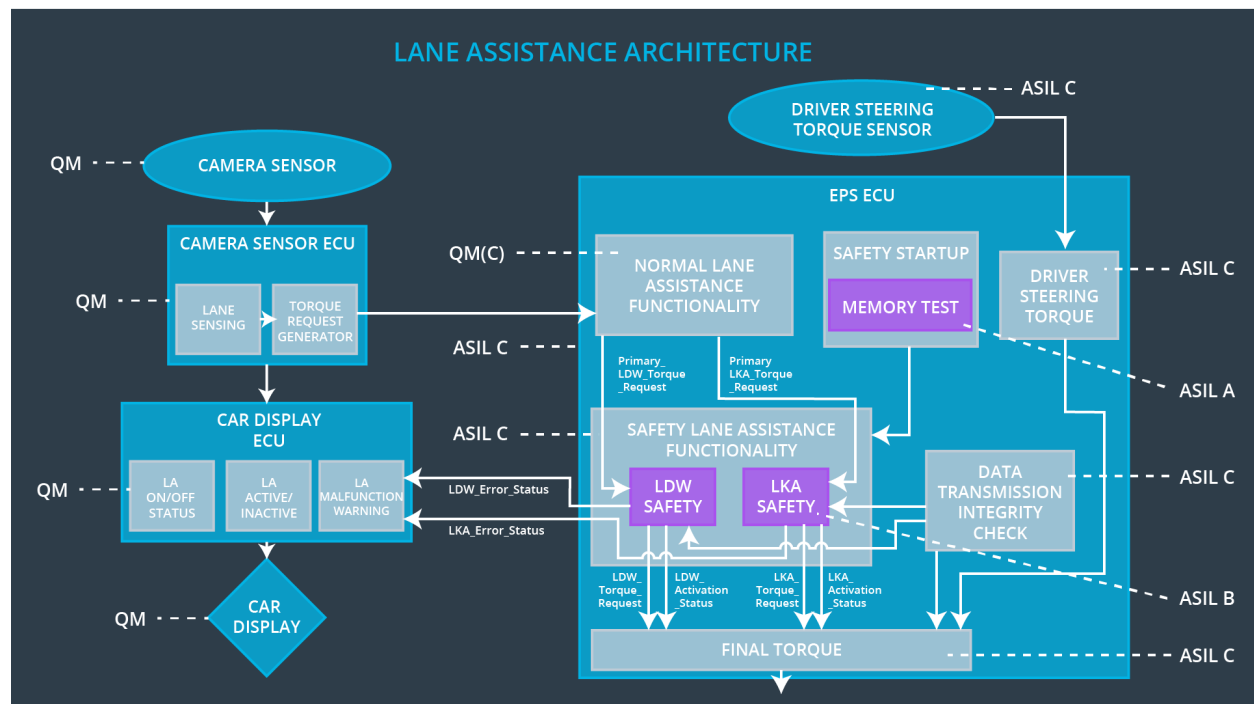 LANE ASSISTANCE ARCHITECTURE
ASIL C
DRIVER STEERING
TORQUE SENSOR
QM
CAMERA SENSOR
EPS ECU
CAMERA SENSOR ECU
QM
LANE
SENSING
TORQUE
REQUEST
GENERATOR
QM(C)
NORMAL LANE
ASSISTANCE
FUNCTIONALITY
SAFETY STARTUP
MEMORY TEST
DRIVER
STEERING
TORQUE
ASIL C
ASIL C
Primary_
LDW_Torque
_Request
Primary
LKA_Torque
_Request
ASIL A
CAR DISPLAY
ECU
QM
LA
ON/OFF
STATUS
LA
ACTIVE/
INACTIVE
LA
MALFUNCTION
WARNING
ASIL C
SAFETY LANE ASSISTANCE
FUNCTIONALITY
LDW_Error_Status
LKA_Error_Status
LDW
SAFETY
LKA
SAFETY
DATA
TRANSMISSION
INTEGRITY
CHECK
ASIL C
LDW_
Torque_
Request
LDW_
Activation
_Status
LKA_
Torque_
Request
LKA_
Activation
_Status
ASIL B
QM
CAR
DISPLAY
FINAL TORQUE
ASIL C